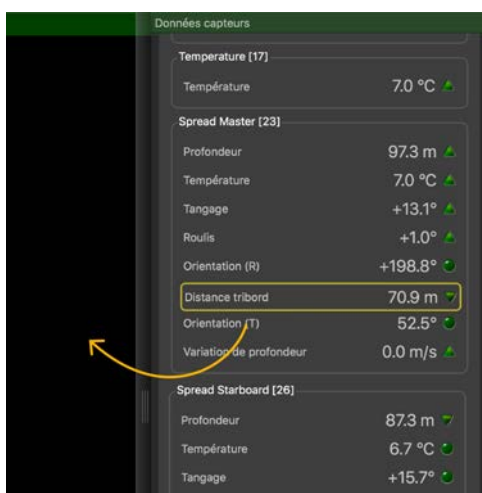 Données capteurs
Temperature [17]
Température 7.0 °C
Spread Master [23]
Profondeur 97.3 m
Température 7.0 °C
Tangage +13.1°
Roulis +1.0°
Orientation (R) +198.8°
Distance tribord 70.9 m
Orientation (T) 52.5°
Variation de profondeur 0.0 m/s
Spread Starboard [26]
Profondeur 87.3 m
Température 6.7 °C
Tangage +15.7°